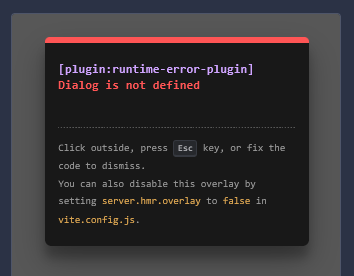 [plugin:runtime-error-plugin]
Dialog is not defined
Click outside, press Esc key, or fix the
code to dismiss.
You can also disable this overlay by
setting server.hmr.overlay to false in
vite.config.js.